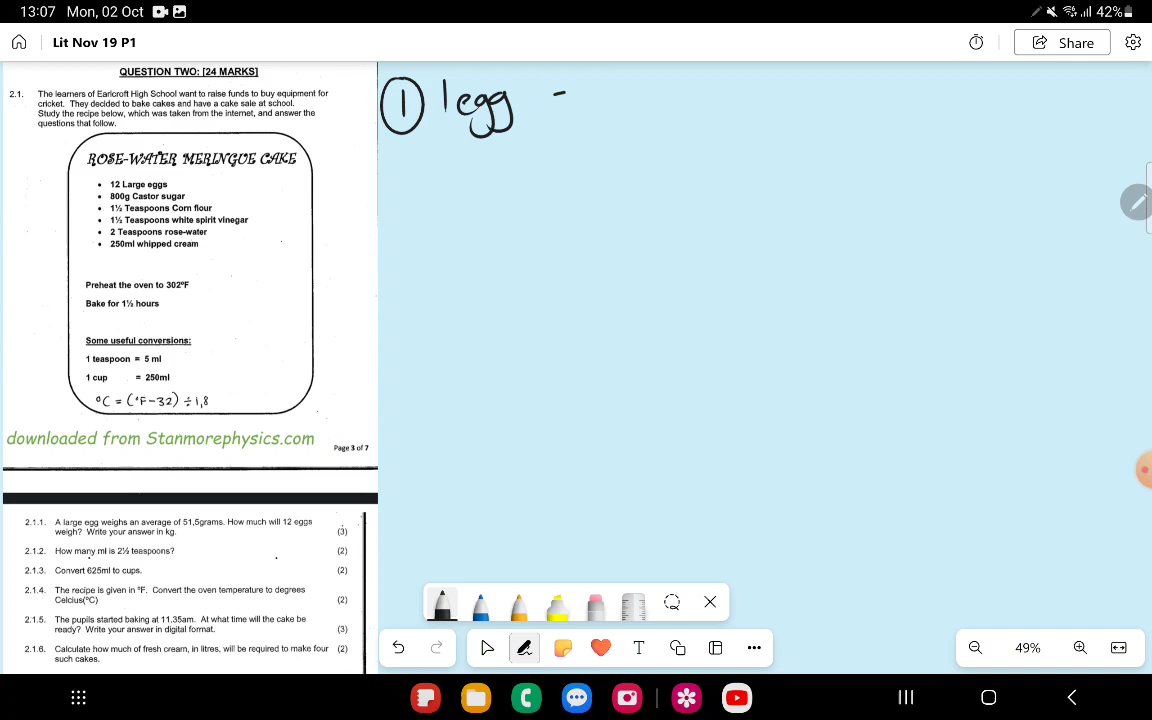 13:07 Mon, 02 Oct 42%
Lit Nov 19 P1 Share
QUESTION TWO: [24 MARKS]
2.1. The learners of Earlcroft High School want to raise funds to buy equipment for
cricket. They decided to bake cakes and have a cake sale at school.
Study the recipe below, which was taken from the internet, and answer the
questions that follow.
ROSE-WATER MERINGUE CAKE
• 12 Large eggs
• 800g Castor sugar
• 1½ Teaspoons Corn flour
• 1½ Teaspoons white spirit vinegar
• 2 Teaspoons rose-water
• 250ml whipped cream
Preheat the oven to 302ºF
Bake for 1½ hours
Some useful conversions:
1 teaspoon = 5 ml
1 cup = 250ml
°C = (°F-32) ÷ 1,8
downloaded from Stanmorephysics.com
Page 3 of 7
2.1.1. A large egg weighs an average of 51,5grams. How much will 12 eggs
weigh? Write your answer in kg. (3)
2.1.2. How many ml is 2½ teaspoons? (2)
2.1.3. Convert 625ml to cups. (2)
2.1.4. The recipe is given in ºF. Convert the oven temperature to degrees
Celcius(ºC) (2)
2.1.5. The pupils started baking at 11.35am. At what time will the cake be
ready? Write your answer in digital format. (3)
2.1.6. Calculate how much of fresh cream, in litres, will be required to make four (2)
such cakes.
① 1 egg -
T
49%